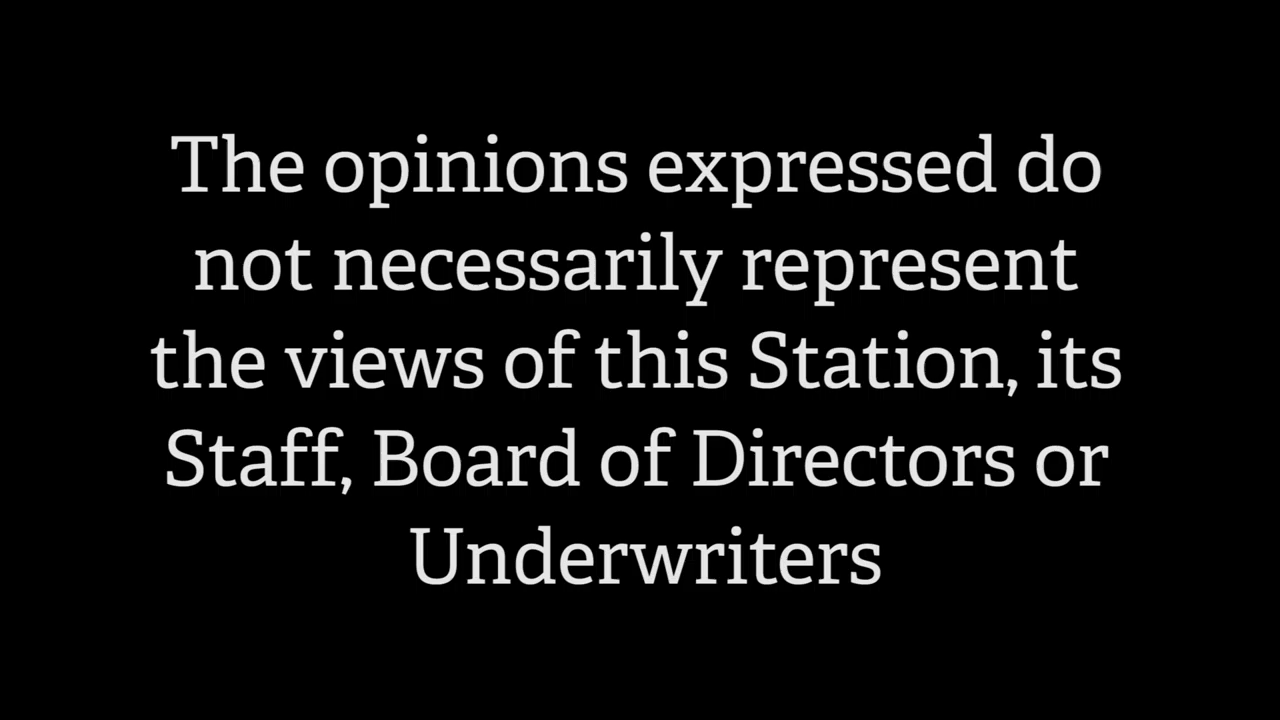 The opinions expressed do
not necessarily represent
the views of this Station, its
Staff, Board of Directors or
Underwriters